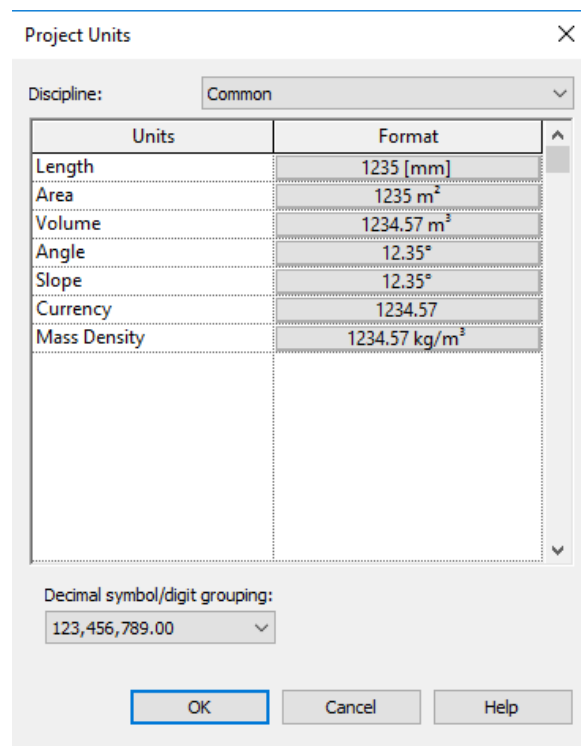 Project Units
Discipline: Common
Units Format
Length 1235 [mm]
Area 1235 m²
Volume 1234.57 m³
Angle 12.35°
Slope 12.35°
Currency 1234.57
Mass Density 1234.57 kg/m³
Decimal symbol/digit grouping:
123,456,789.00
OK Cancel Help